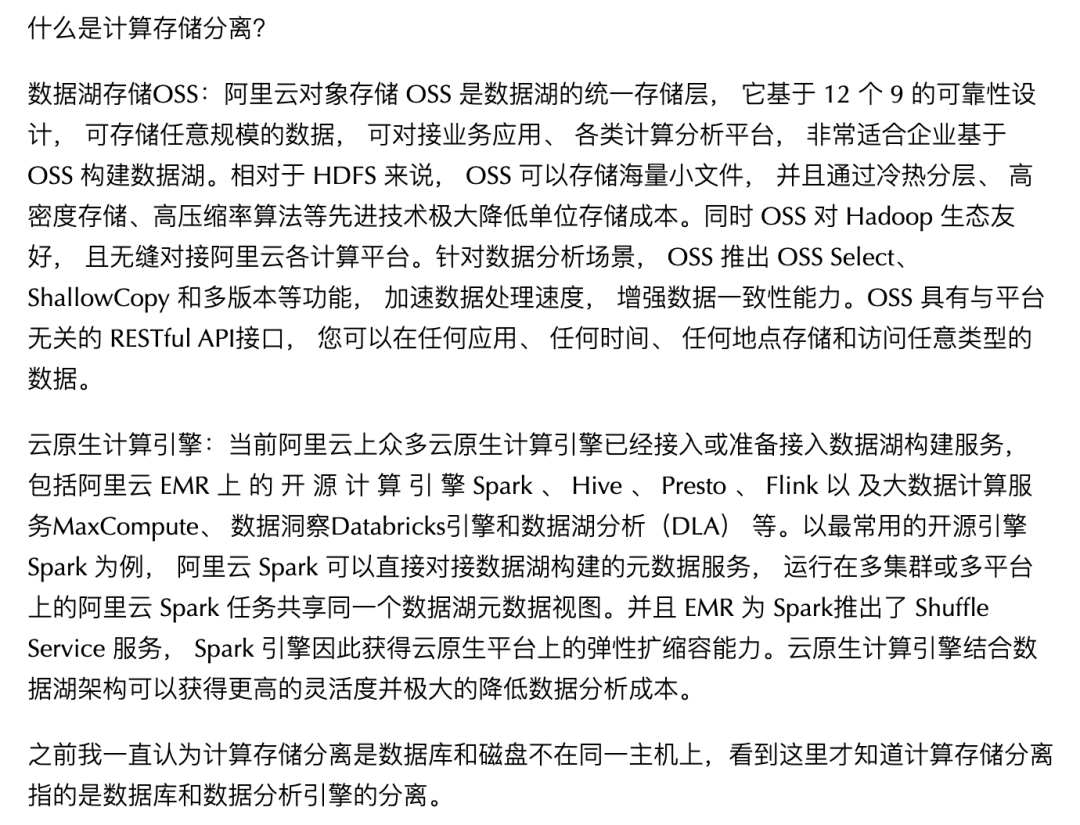 什么是计算存储分离？
数据湖存储OSS：阿里云对象存储 OSS 是数据湖的统一存储层， 它基于 12 个 9 的可靠性设
计， 可存储任意规模的数据， 可对接业务应用、 各类计算分析平台， 非常适合企业基于
OSS 构建数据湖。相对于 HDFS 来说， OSS 可以存储海量小文件， 并且通过冷热分层、 高
密度存储、高压缩率算法等先进技术极大降低单位存储成本。同时 OSS 对 Hadoop 生态友
好， 且无缝对接阿里云各计算平台。针对数据分析场景， OSS 推出 OSS Select、
ShallowCopy 和多版本等功能， 加速数据处理速度， 增强数据一致性能力。OSS 具有与平台
无关的 RESTful API接口， 您可以在任何应用、 任何时间、 任何地点存储和访问任意类型的
数据。
云原生计算引擎：当前阿里云上众多云原生计算引擎已经接入或准备接入数据湖构建服务，
包括阿里云 EMR 上 的 开 源 计 算 引 擎 Spark 、 Hive 、 Presto 、 Flink 以 及大数据计算服
务MaxCompute、 数据洞察Databricks引擎和数据湖分析（DLA） 等。以最常用的开源引擎
Spark 为例， 阿里云 Spark 可以直接对接数据湖构建的元数据服务， 运行在多集群或多平台
上的阿里云 Spark 任务共享同一个数据湖元数据视图。并且 EMR 为 Spark推出了 Shuffle
Service 服务， Spark 引擎因此获得云原生平台上的弹性扩缩容能力。云原生计算引擎结合数
据湖架构可以获得更高的灵活度并极大的降低数据分析成本。
之前我一直认为计算存储分离是数据库和磁盘不在同一主机上，看到这里才知道计算存储分离
指的是数据库和数据分析引擎的分离。